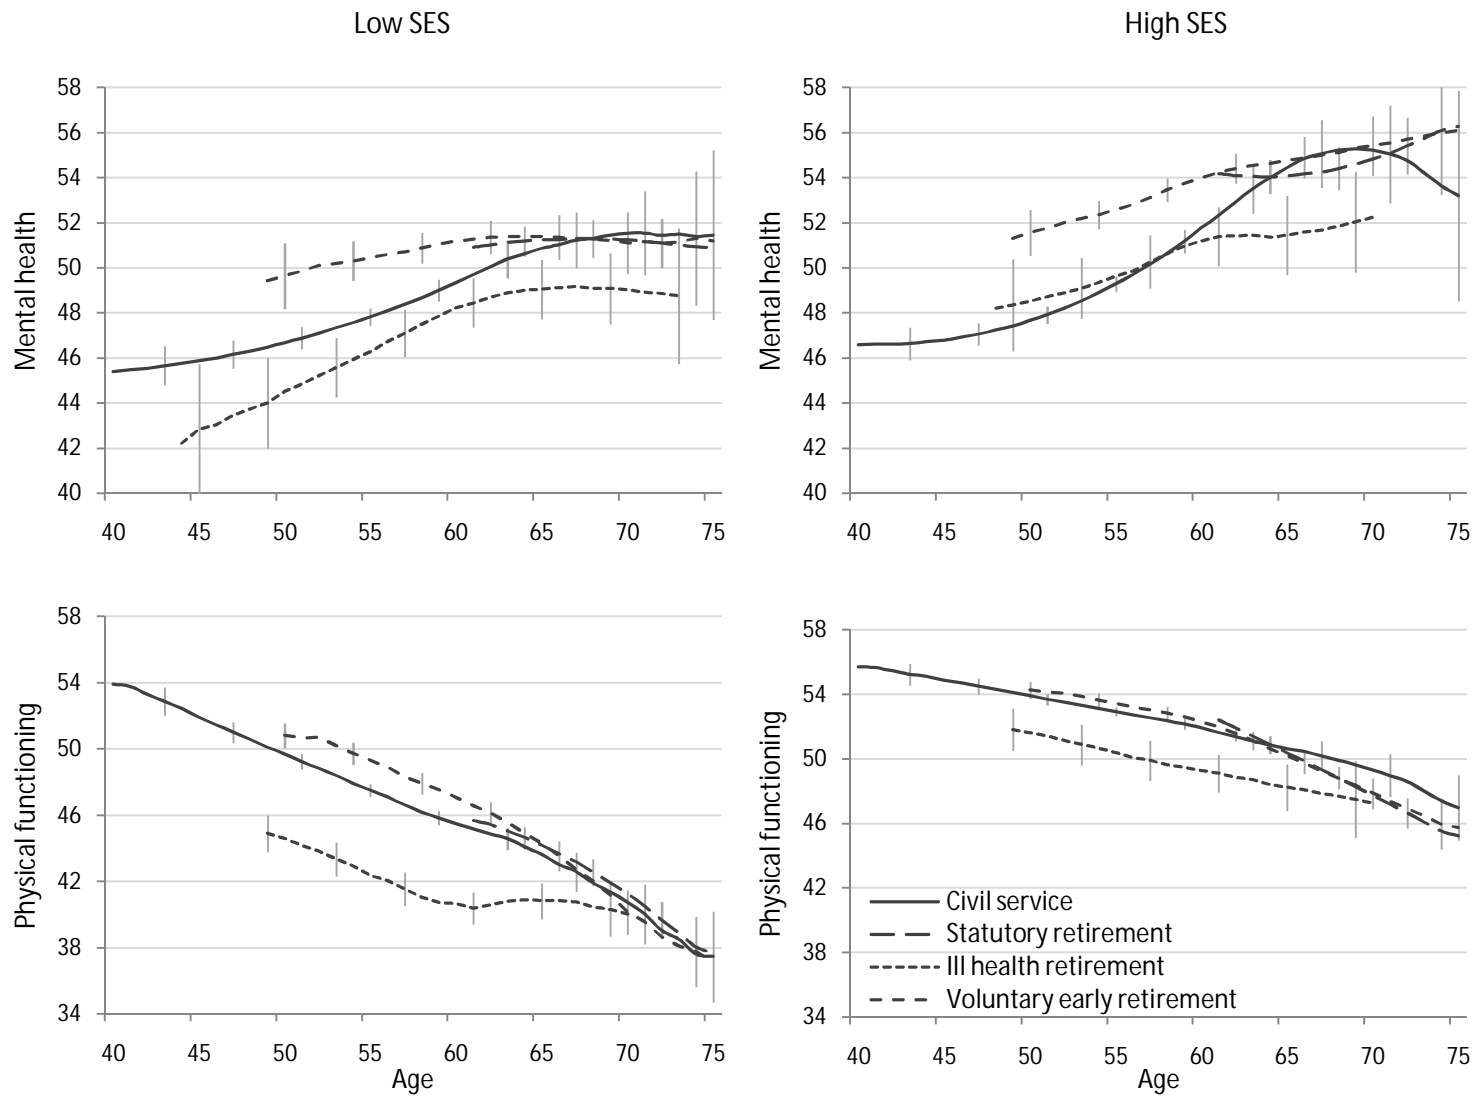 Low SES
High SES
Mental health
58
56
54
52
50
48
46
44
42
40
40 45 50 55 60 65 70 75
Mental health
58
56
54
52
50
48
46
44
42
40
40 45 50 55 60 65 70 75
Physical functioning
58
54
50
46
42
38
34
40 45 50 55 60 65 70 75
Age
Physical functioning
58
54
50
46
42
38
34
Civil service
Statutory retirement
Ill health retirement
Voluntary early retirement
40 45 50 55 60 65 70 75
Age